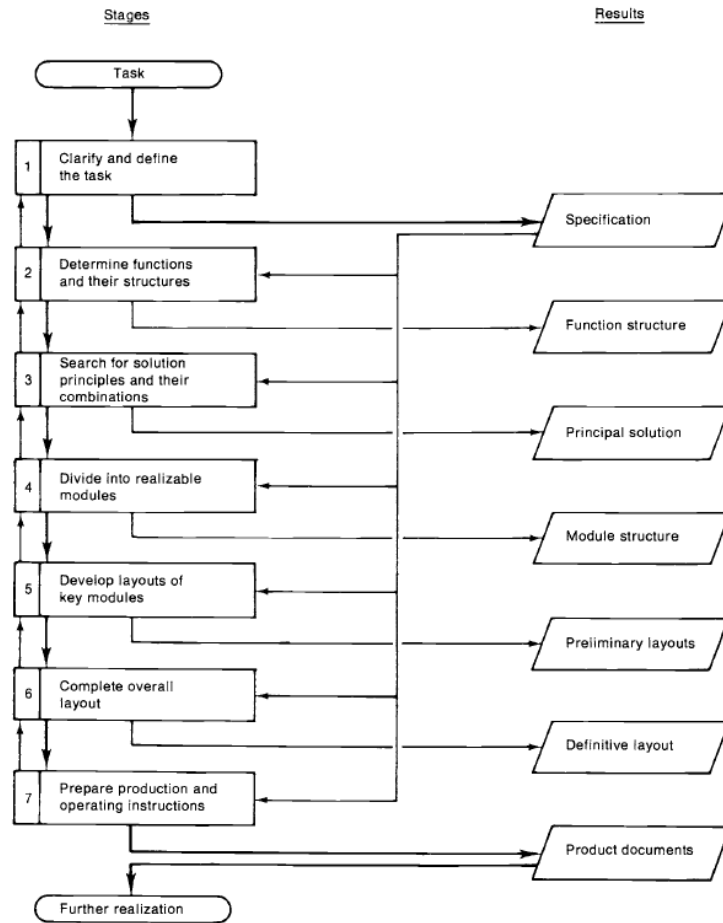 Stages
Results
Task
1
Clarify and define
the task
Specification
2
Determine functions
and their structures
Function structure
3
Search for solution
principles and their
combinations
Principal solution
4
Divide into realizable
modules
Module structure
5
Develop layouts of
key modules
Preliminary layouts
6
Complete overall
layout
Definitive layout
7
Prepare production and
operating instructions
Product documents
Further realization